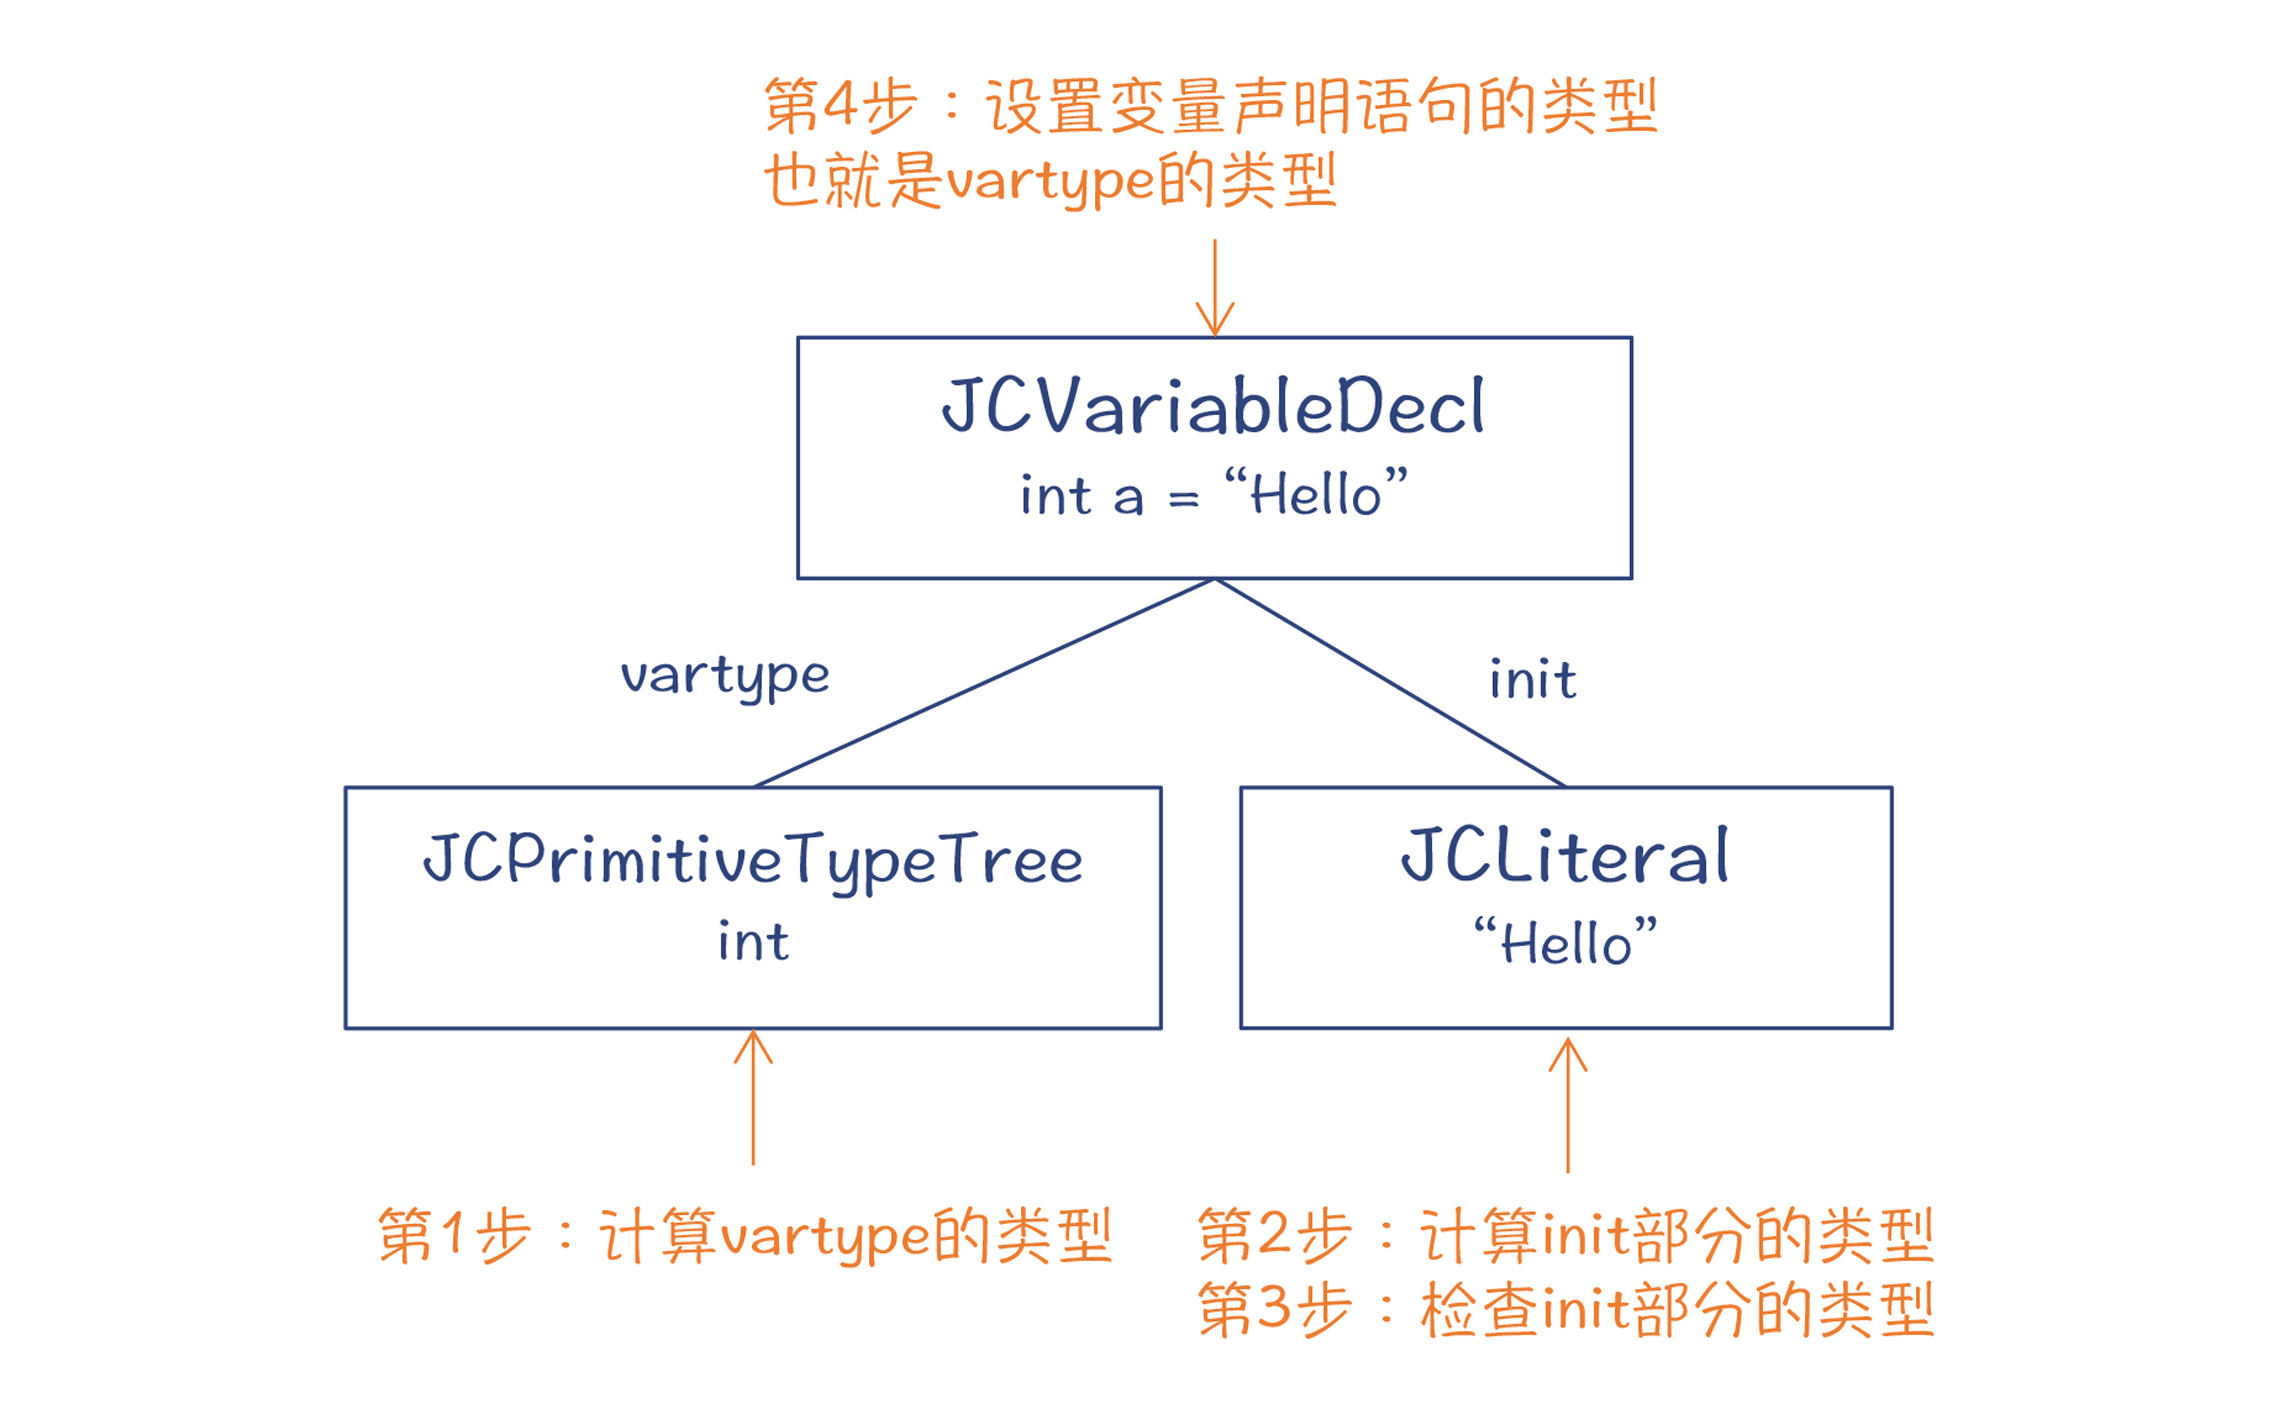 第4步：设置变量声明语句的类型
也就是vartype的类型
JCVariableDecl
int a = “Hello”
vartype
init
JCPrimitiveTypeTree
int
JCLiteral
“Hello”
第1步：计算vartype的类型
第2步：计算init部分的类型
第3步：检查init部分的类型